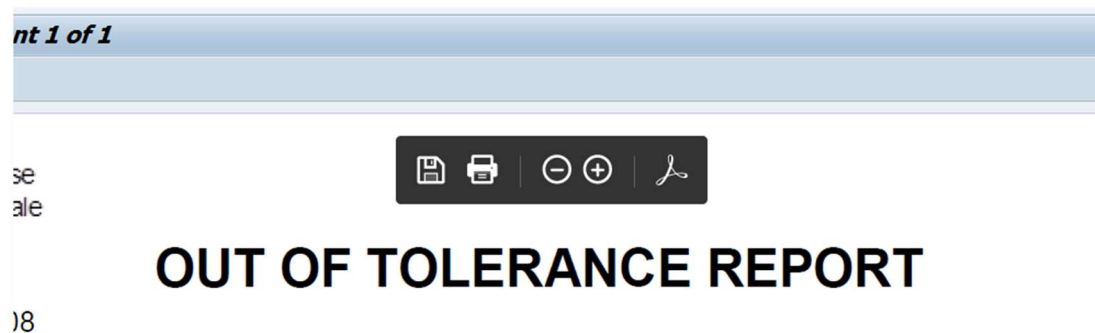 nt 1 of 1
se
ale
OUT OF TOLERANCE REPORT
)8